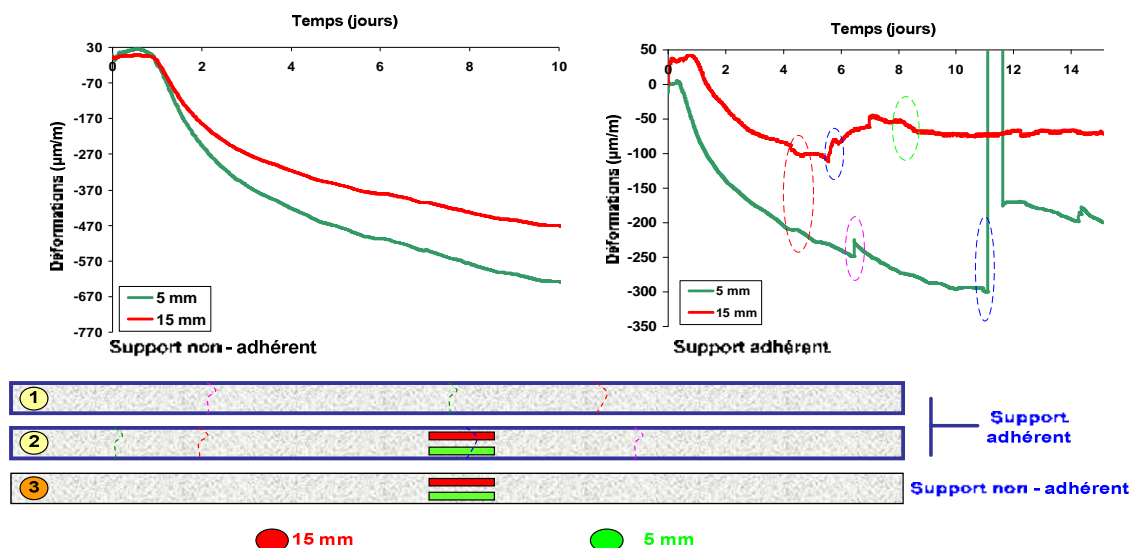 Temps (jours)
30
-70
-170
-270
-370
-470
-570
-670
-770
0
2
4
6
8
10
Déformations (µm/m)
5 mm
15 mm
Support non - adhérent
Temps (jours)
50
0
-50
-100
-150
-200
-250
-300
-350
0
2
4
6
8
10
12
14
Déformations (µm/m)
5 mm
15 mm
Support adhérent
1
2
3
Support
adhérent
Support non - adhérent
15 mm
5 mm